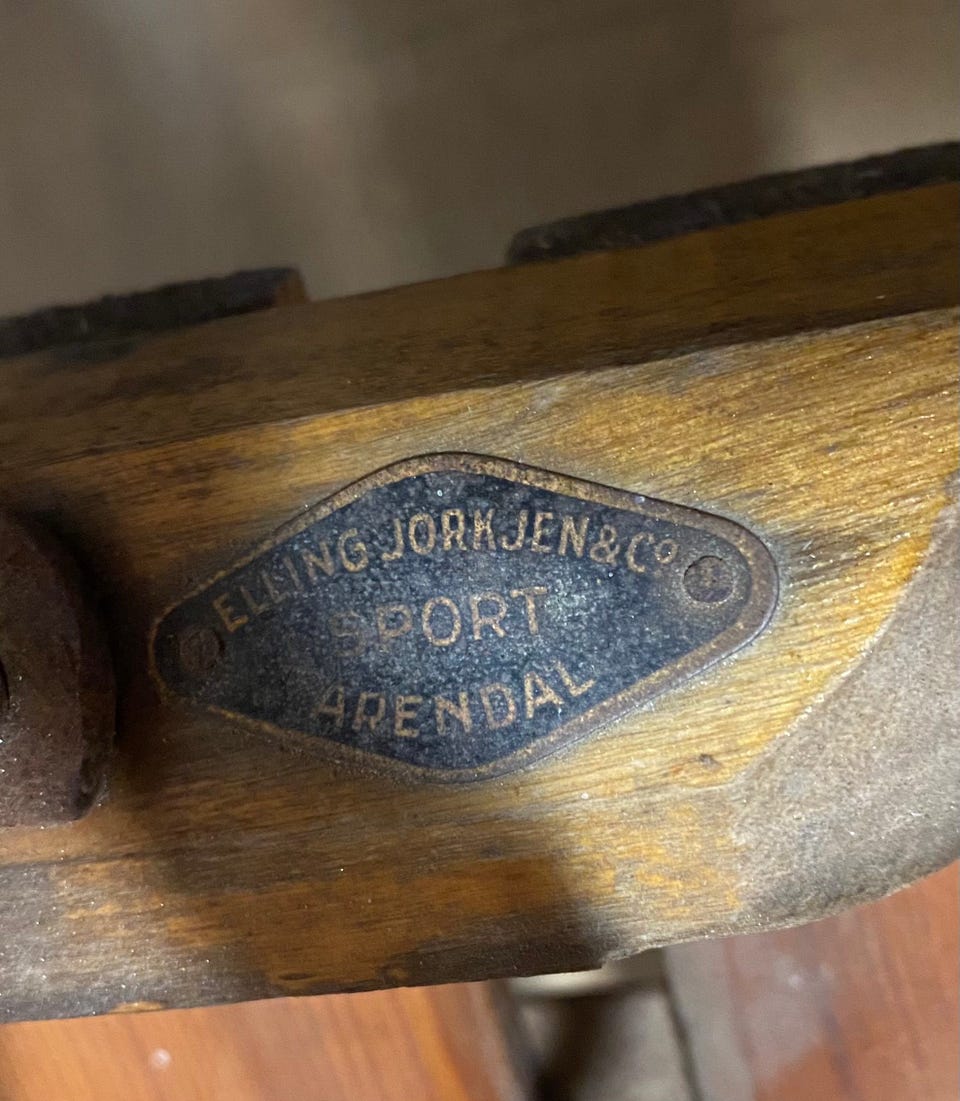 ELLING JORKJEN & Co
SPORT
ARENDAL